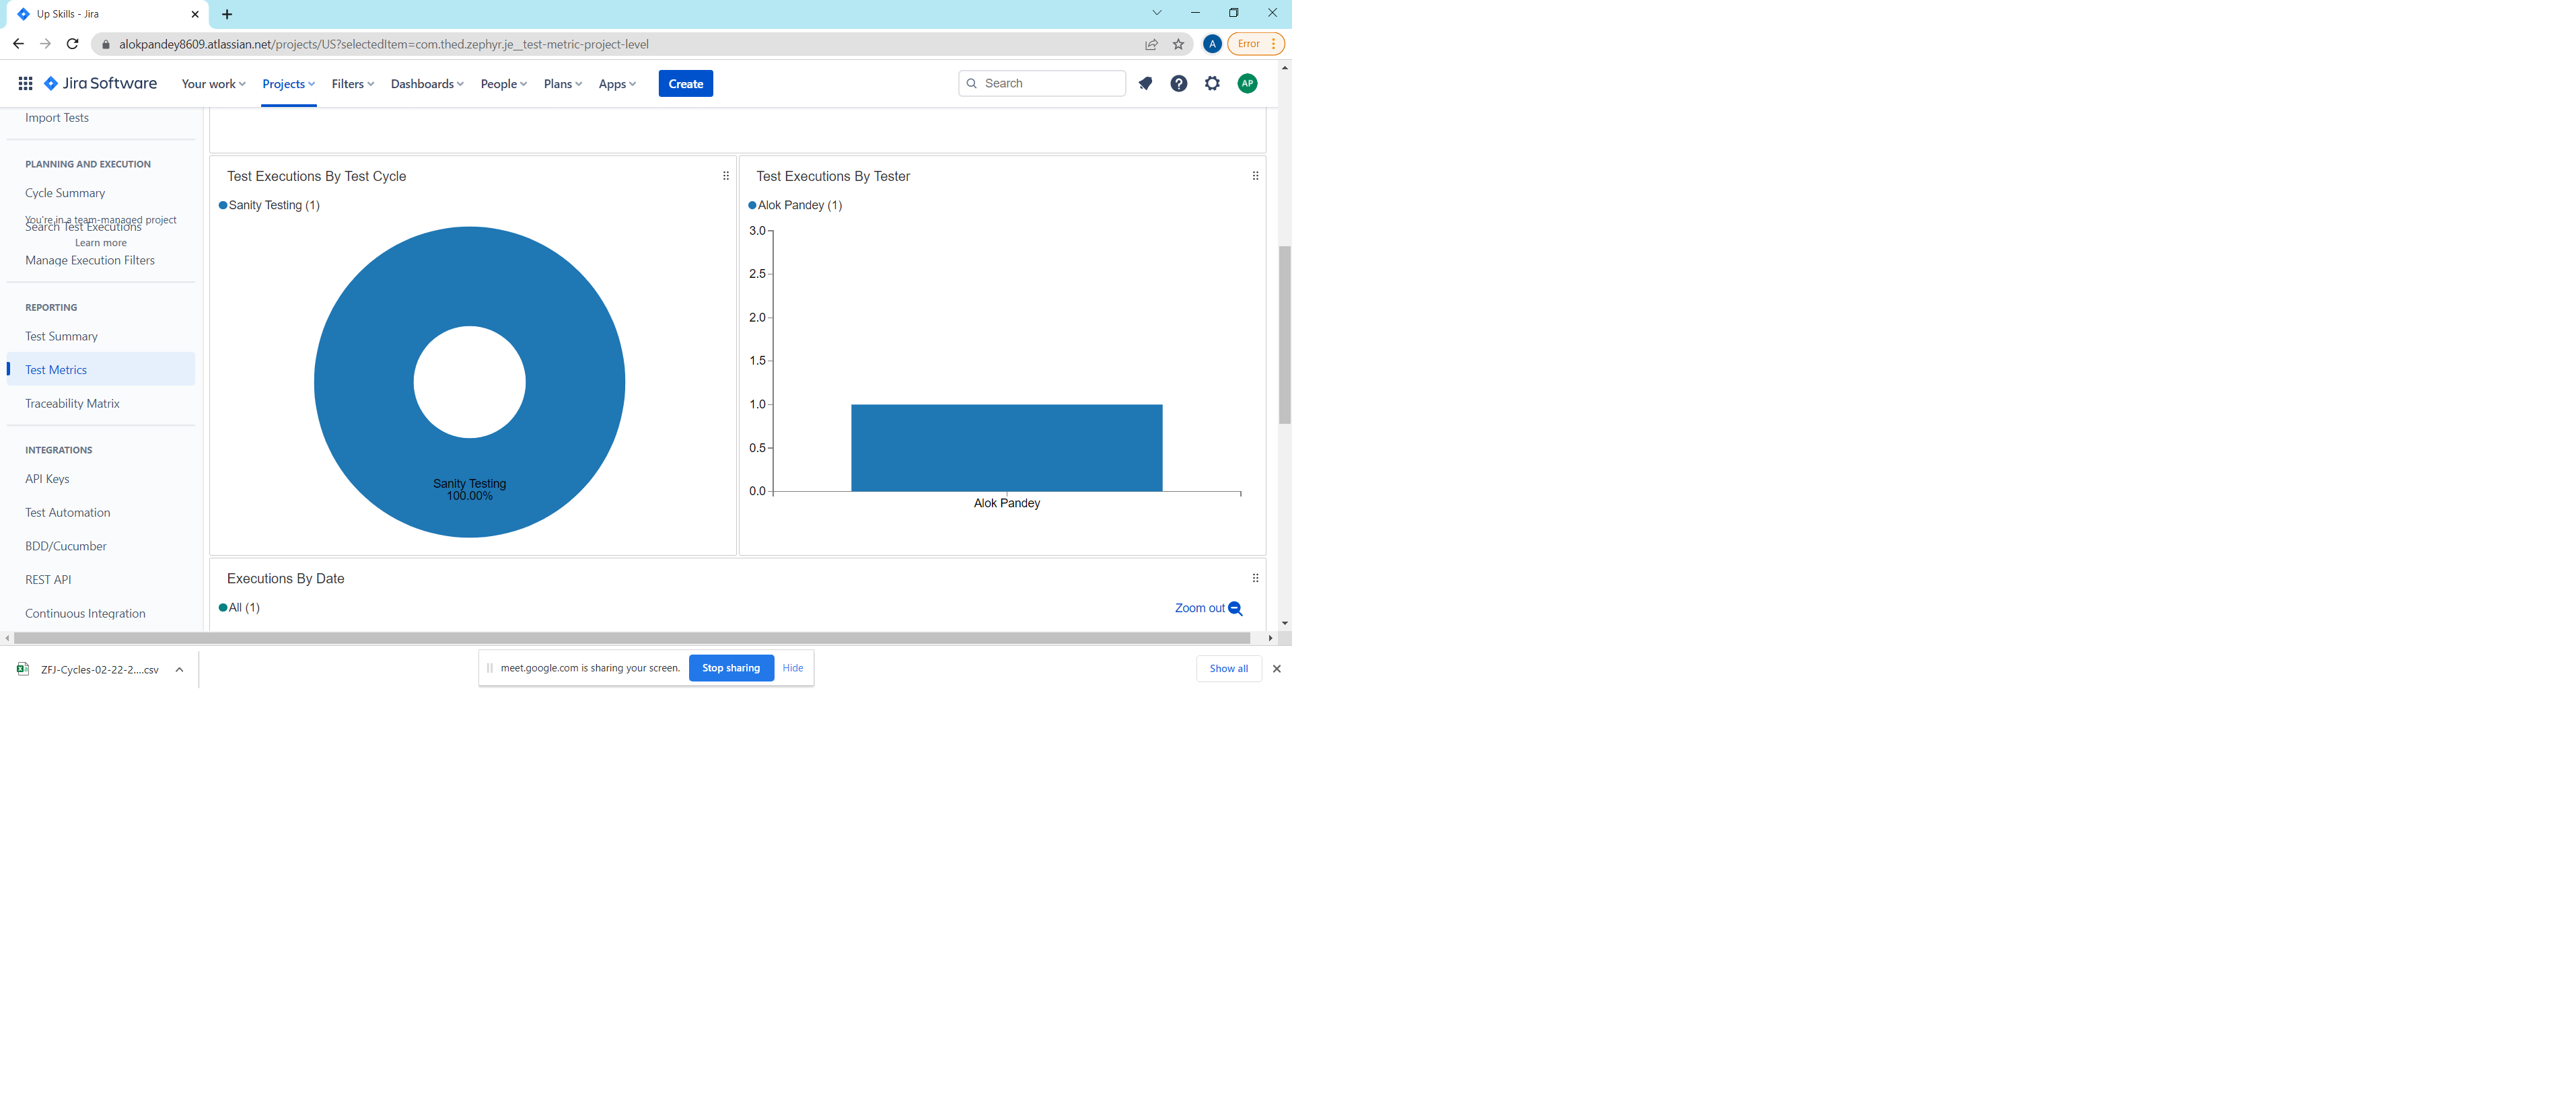 Up Skills - Jira
alokpandey8609.atlassian.net/projects/US?selectedItem=com.thed.zephyr.je__test-metric-project-level
A
Error
Jira Software
Your work
Projects
Filters
Dashboards
People
Plans
Apps
Create
Search
AP
Import Tests
PLANNING AND EXECUTION
Cycle Summary
You're in a team-managed project
Search Test Executions
Learn more
Manage Execution Filters
REPORTING
Test Summary
Test Metrics
Traceability Matrix
INTEGRATIONS
API Keys
Test Automation
BDD/Cucumber
REST API
Continuous Integration
Test Executions By Test Cycle
Sanity Testing (1)
Sanity Testing
100.00%
Test Executions By Tester
Alok Pandey (1)
3.0
2.5
2.0
1.5
1.0
0.5
0.0
Alok Pandey
Executions By Date
All (1)
Zoom out
ZFJ-Cycles-02-22-2....csv
meet.google.com is sharing your screen.
Stop sharing
Hide
Show all